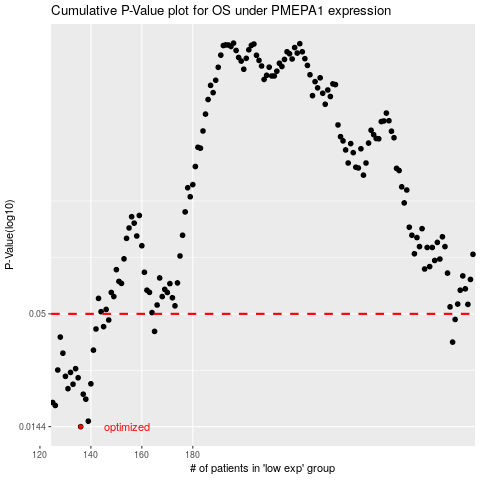 Cumulative P-Value plot for OS under PMEPA1 expression
P-Value(log10)
0.05
0.0144
optimized
120 140 160 180
# of patients in 'low exp' group